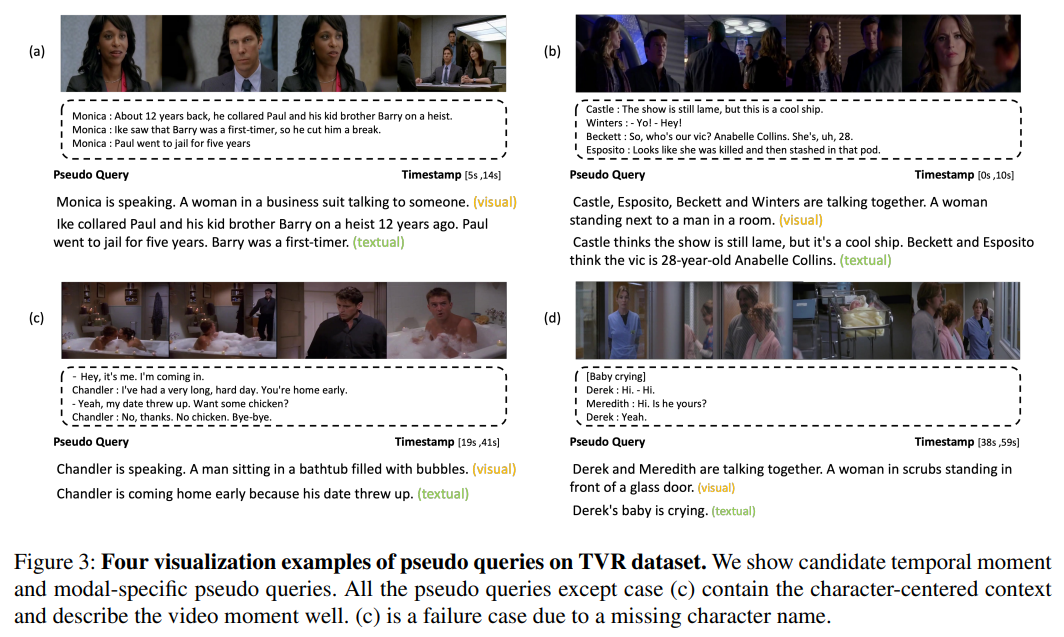 (a)
Monica : About 12 years back, he collared Paul and his kid brother Barry on a heist.
Monica : Ike saw that Barry was a first-timer, so he cut him a break.
Monica : Paul went to jail for five years
Pseudo Query Timestamp [5s ,14s]
Monica is speaking. A woman in a business suit talking to someone. (visual)
Ike collared Paul and his kid brother Barry on a heist 12 years ago. Paul
went to jail for five years. Barry was a first-timer. (textual)
(b)
Castle : The show is still lame, but this is a cool ship.
Winters : - Yo! - Hey!
Beckett : So, who's our vic? Anabelle Collins. She's, uh, 28.
Esposito : Looks like she was killed and then stashed in that pod.
Pseudo Query Timestamp [0s ,10s]
Castle, Esposito, Beckett and Winters are talking together. A woman
standing next to a man in a room. (visual)
Castle thinks the show is still lame, but it's a cool ship. Beckett and Esposito
think the vic is 28-year-old Anabelle Collins. (textual)
(c)
- Hey, it's me. I'm coming in.
Chandler : I've had a very long, hard day. You're home early.
- Yeah, my date threw up. Want some chicken?
Chandler : No, thanks. No chicken. Bye-bye.
Pseudo Query Timestamp [19s ,41s]
Chandler is speaking. A man sitting in a bathtub filled with bubbles. (visual)
Chandler is coming home early because his date threw up. (textual)
(d)
[Baby crying]
Derek : Hi. - Hi.
Meredith : Hi. Is he yours?
Derek : Yeah.
Pseudo Query Timestamp [38s ,59s]
Derek and Meredith are talking together. A woman in scrubs standing in
front of a glass door. (visual)
Derek's baby is crying. (textual)
Figure 3: Four visualization examples of pseudo queries on TVR dataset. We show candidate temporal moment
and modal-specific pseudo queries. All the pseudo queries except case (c) contain the character-centered context
and describe the video moment well. (c) is a failure case due to a missing character name.